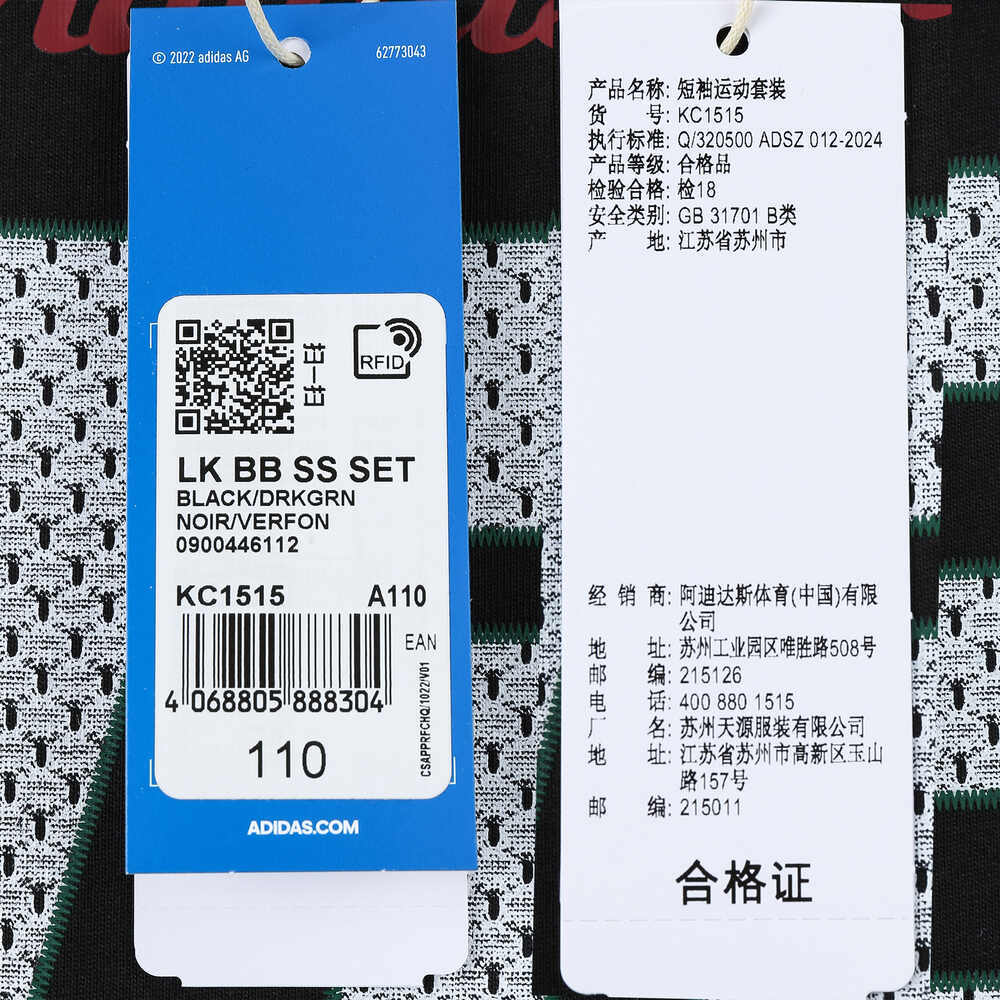 © 2022 adidas AG 62773043
RFID
扫一扫
LK BB SS SET
BLACK/DRKGRN
NOIR/VERFON
0900446112
KC1515 A110
EAN
4 068805 888304
CSAPPRFCHQ/1022/V01
110
ADIDAS.COM
产品名称: 短袖运动套装
货 号: KC1515
执行标准: Q/320500 ADSZ 012-2024
产品等级: 合格品
检验合格: 检18
安全类别: GB 31701 B类
产 地: 江苏省苏州市
经 销 商: 阿迪达斯体育(中国)有限
公司
地 址: 苏州工业园区唯胜路508号
邮 编: 215126
电 话: 400 880 1515
厂 名: 苏州天源服装有限公司
地 址: 江苏省苏州市高新区玉山
路157号
邮 编: 215011
合格证